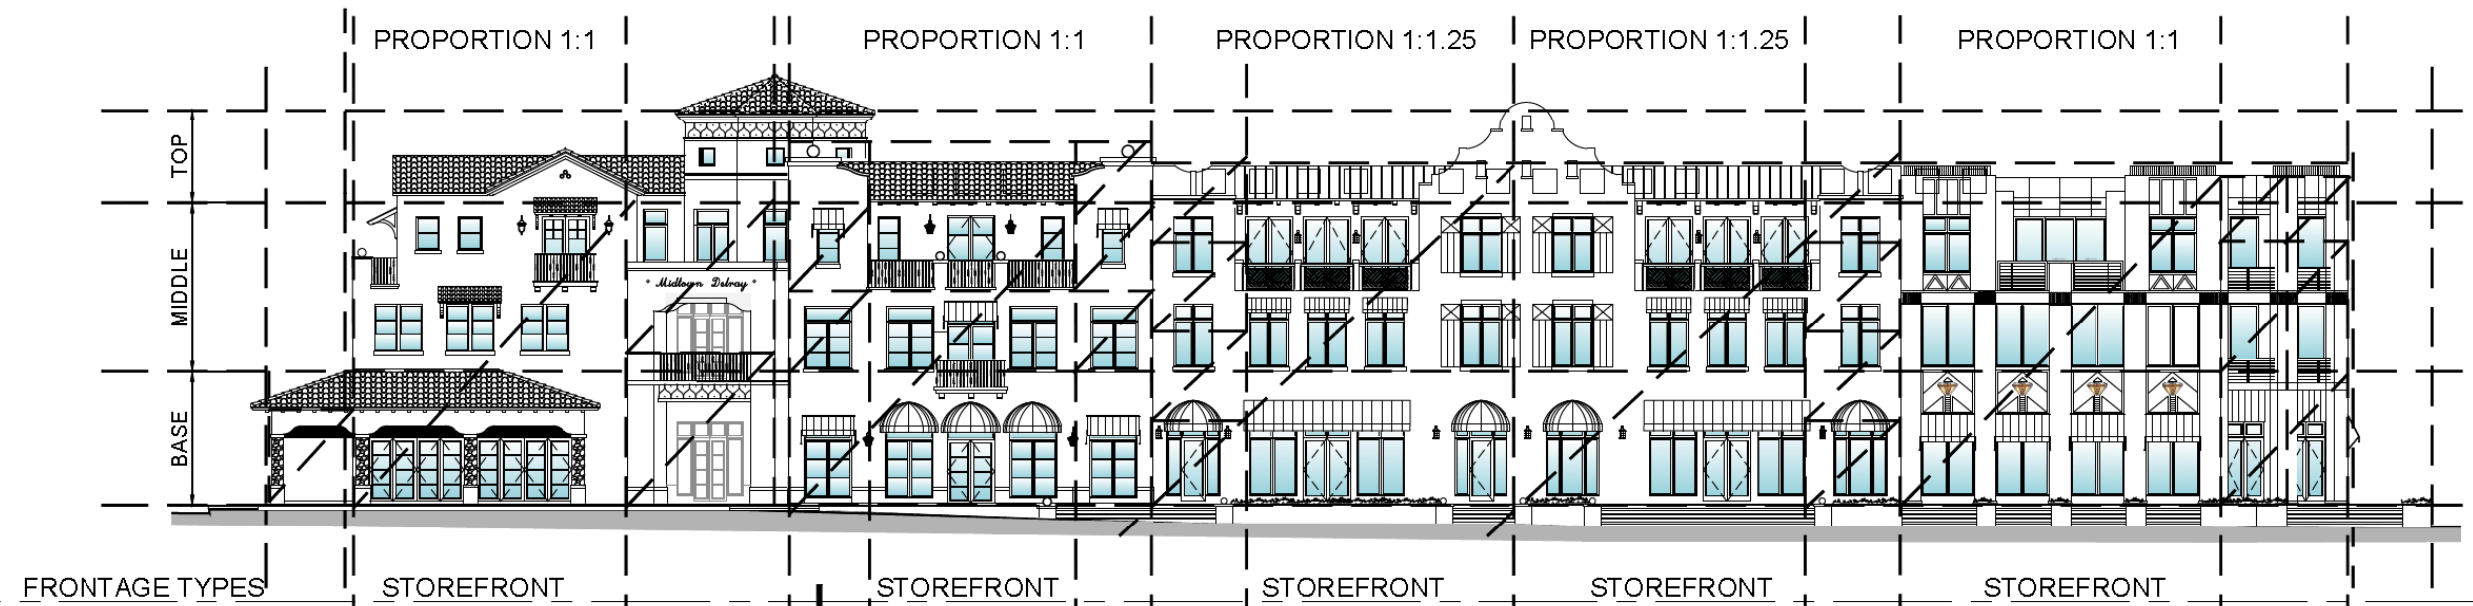 PROPORTION 1:1
PROPORTION 1:1
PROPORTION 1:1.25
PROPORTION 1:1.25
PROPORTION 1:1
TOP
MIDDLE
BASE
Midtown Delray
FRONTAGE TYPES
STOREFRONT
STOREFRONT
STOREFRONT
STOREFRONT
STOREFRONT